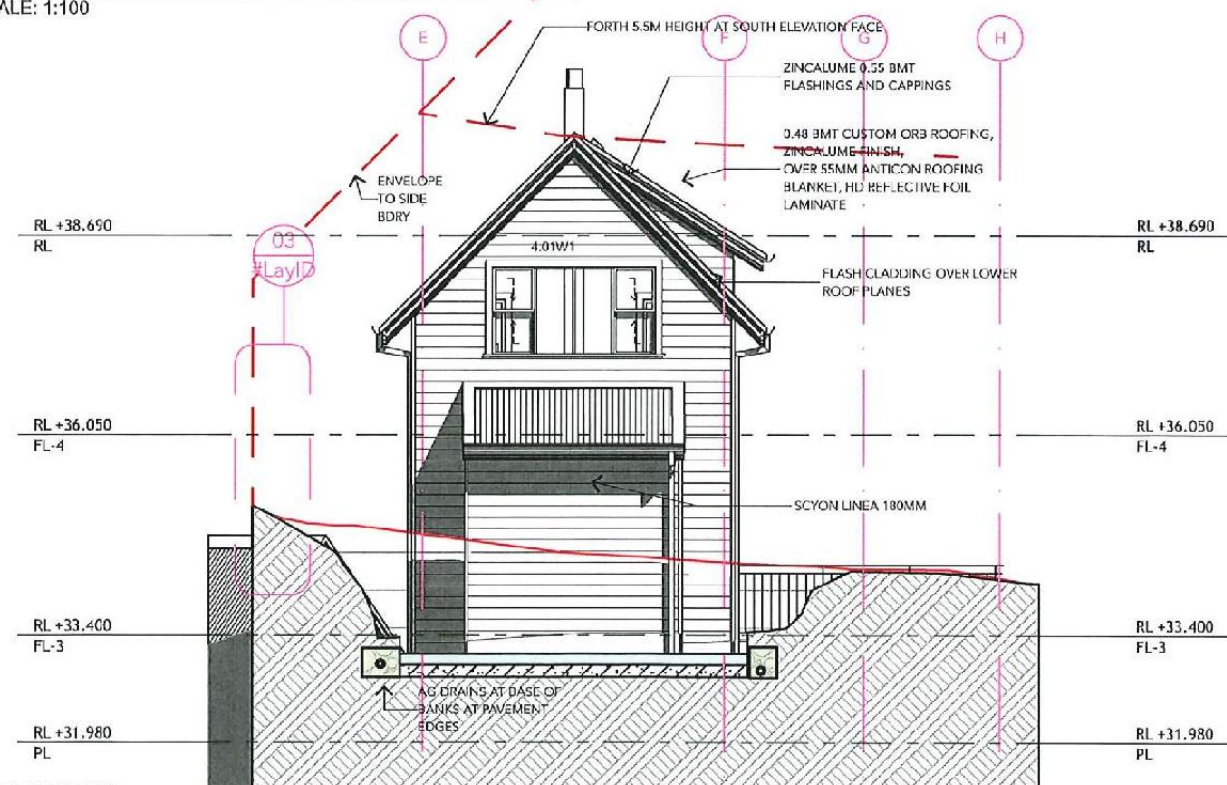 ALE: 1:100
E
F
G
H
FORTH 5.5M HEIGHT AT SOUTH ELEVATION FACE
ZINCALUME 0.55 BMT
FLASHINGS AND CAPPINGS
0.48 BMT CUSTOM ORB ROOFING,
ZINCALUME FINISH,
OVER 55MM ANTICON ROOFING
BLANKET, HD REFLECTIVE FOIL
LAMINATE
ENVELOPE
TO SIDE
BDRY
RL +38.690
RL
RL +38.690
RL
03
#LayID
4.01W1
FLASH CLADDING OVER LOWER
ROOF PLANES
RL +36.050
FL-4
RL +36.050
FL-4
SCYON LINEA 180MM
RL +33.400
FL-3
RL +33.400
FL-3
AG DRAINS AT BASE OF
BANKS AT PAVEMENT
EDGES
RL +31.980
PL
RL +31.980
PL